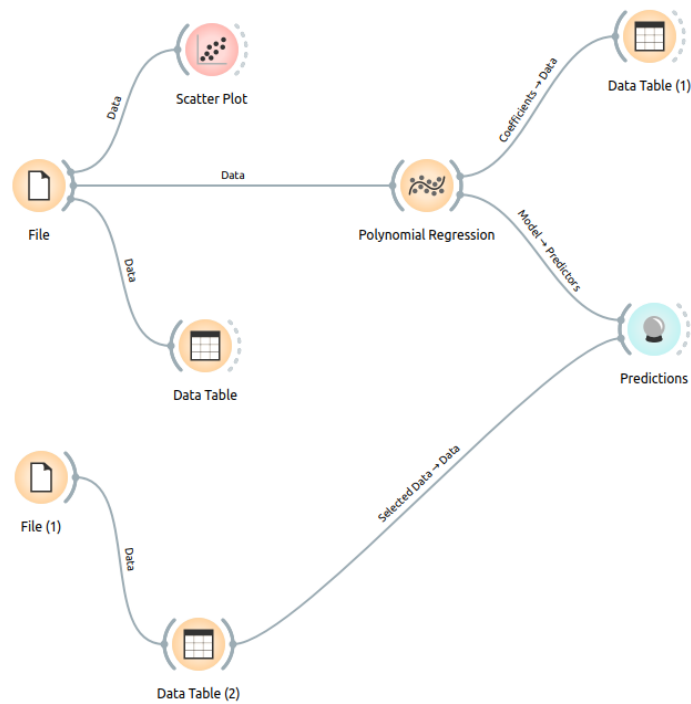 Data Table (1)
Scatter Plot
Coefficients → Data
Data
Data
File
Polynomial Regression
Model → Predictors
Data
Data Table
Predictions
Selected Data → Data
File (1)
Data
Data Table (2)